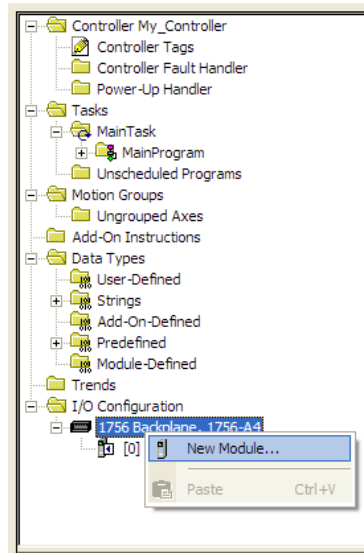 Controller My_Controller
Controller Tags
Controller Fault Handler
Power-Up Handler
Tasks
MainTask
MainProgram
Unscheduled Programs
Motion Groups
Ungrouped Axes
Add-On Instructions
Data Types
User-Defined
Strings
Add-On-Defined
Predefined
Module-Defined
Trends
I/O Configuration
1756 Backplane, 1756-A4
[0]
New Module...
Paste Ctrl+V